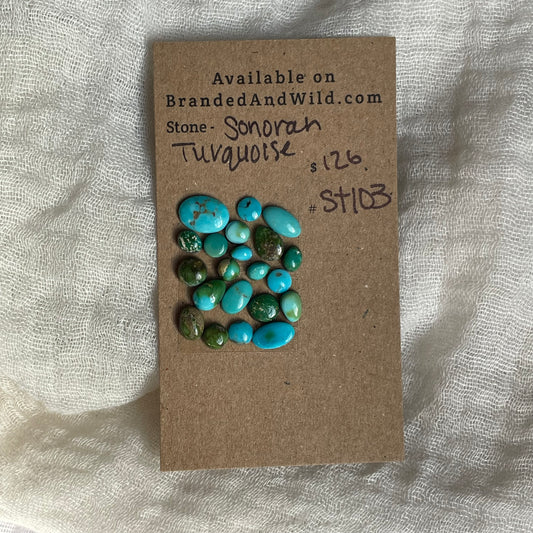 Available on
BrandedAndWild.com
Stone - Sonoran
Turquoise
$ 126.
# St103